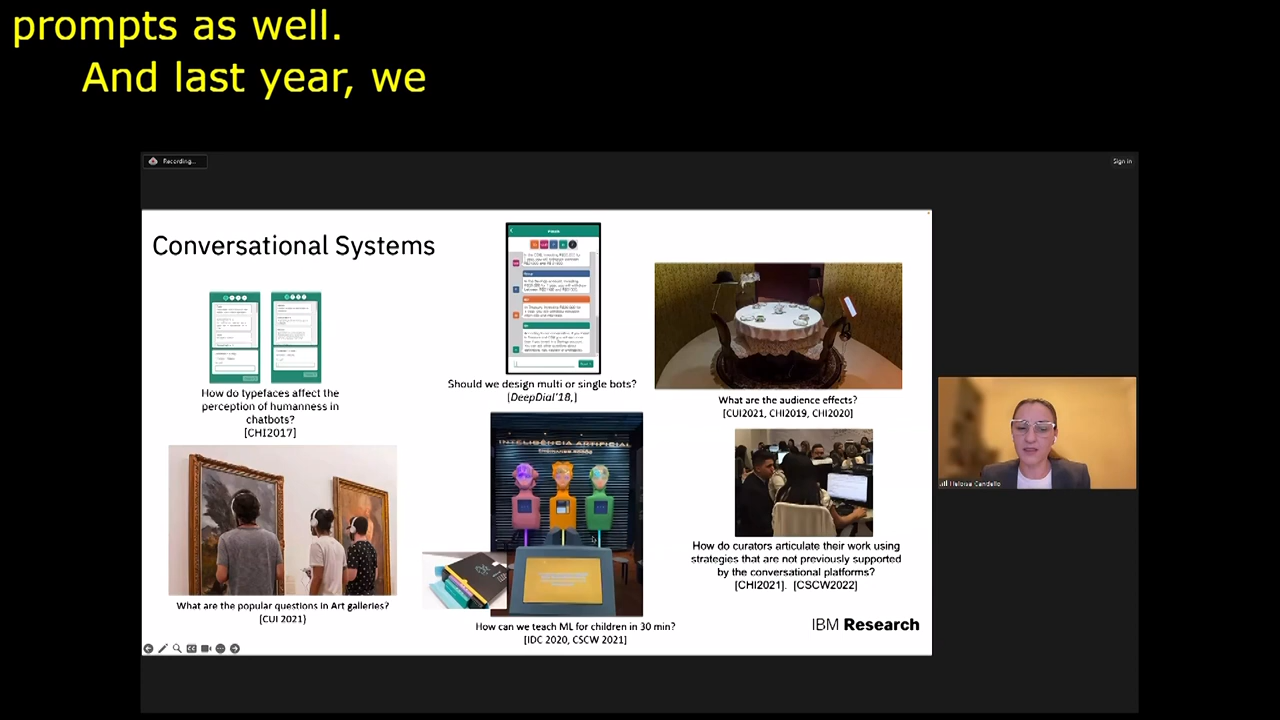 prompts as well.
And last year, we
Recording...
Sign in
Conversational Systems
How do typefaces affect the
perception of humanness in
chatbots?
[CHI2017]
Should we design multi or single bots?
[DeepDial'18,]
What are the audience effects?
[CUI2021, CHI2019, CHI2020]
INTELIGÊNCIA ARTIFICIAL
What are the popular questions in Art galleries?
[CUI 2021)
How can we teach ML for children in 30 min?
[IDC 2020, CSCW 2021]
How do curators articulate their work using
strategies that are not previously supported
by the conversational platforms?
[CHI2021]. [CSCW2022]
IBM Research
Heloisa Candello